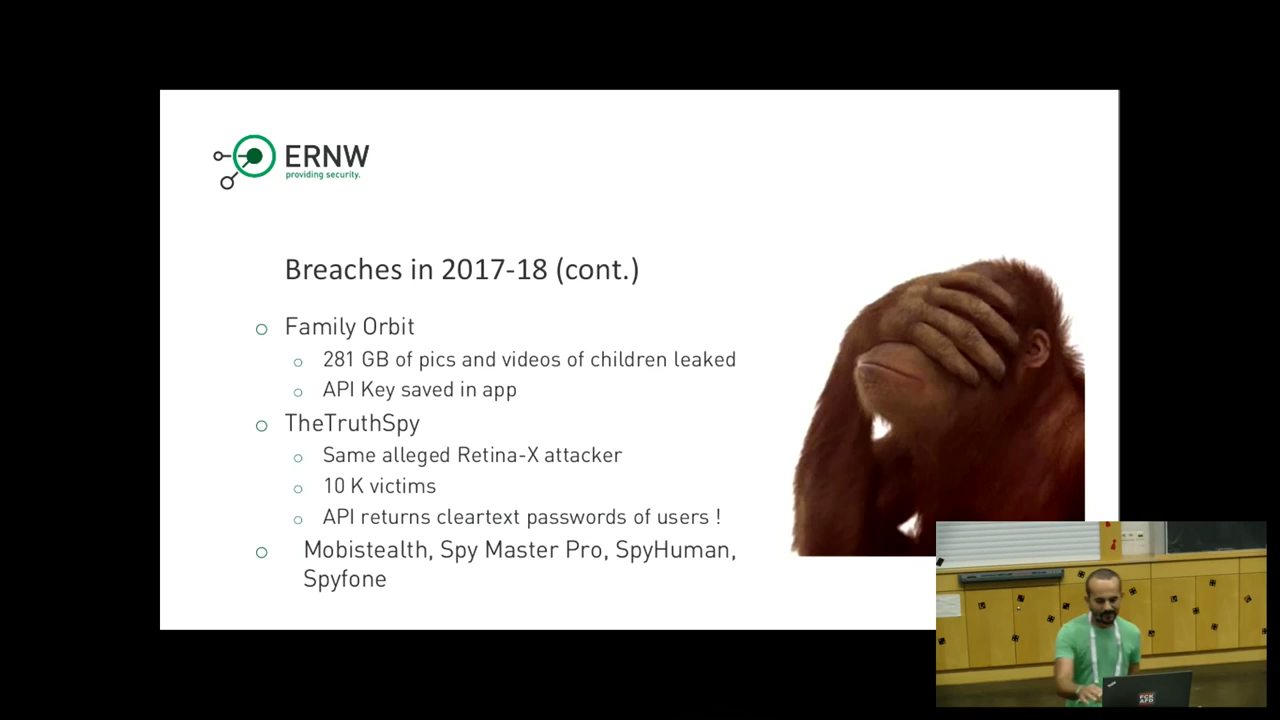 ERNW
providing security.
Breaches in 2017-18 (cont.)
Family Orbit
281 GB of pics and videos of children leaked
API Key saved in app
TheTruthSpy
Same alleged Retina-X attacker
10 K victims
API returns cleartext passwords of users !
Mobistealth, Spy Master Pro, SpyHuman,
Spyfone
FCK
AFD